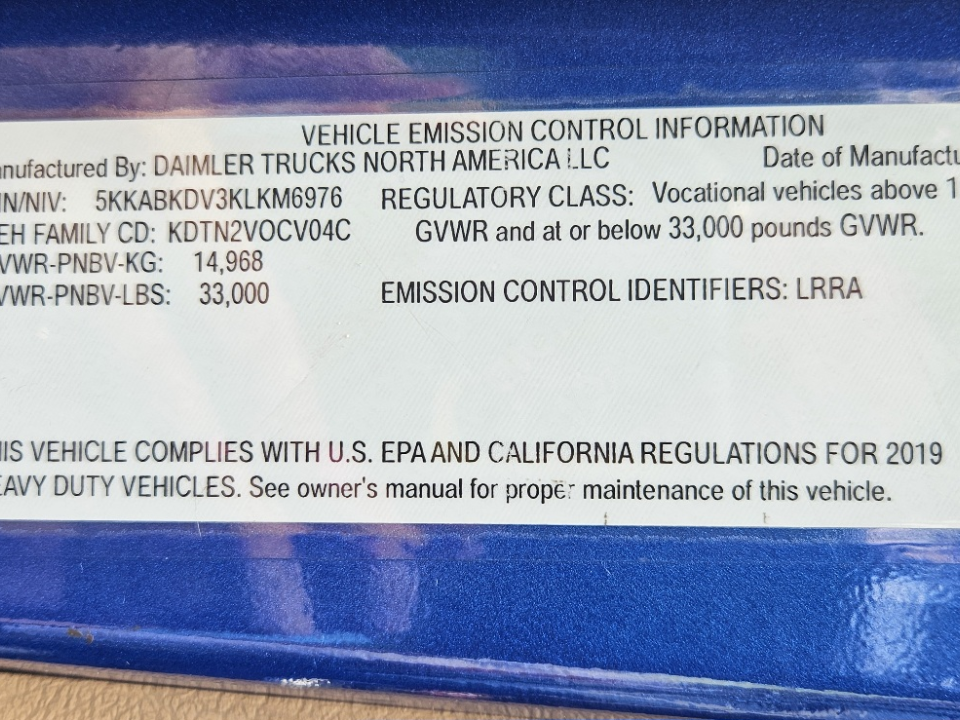 VEHICLE EMISSION CONTROL INFORMATION
anufactured By: DAIMLER TRUCKS NORTH AMERICA LLC Date of Manufactu
IN/NIV: 5KKABKDV3KLKM6976 REGULATORY CLASS: Vocational vehicles above 1
EH FAMILY CD: KDTN2VOCV04C GVWR and at or below 33,000 pounds GVWR.
VWR-PNBV-KG: 14,968
VWR-PNBV-LBS: 33,000 EMISSION CONTROL IDENTIFIERS: LRRA
IS VEHICLE COMPLIES WITH U.S. EPA AND CALIFORNIA REGULATIONS FOR 2019
EAVY DUTY VEHICLES. See owner's manual for proper maintenance of this vehicle.